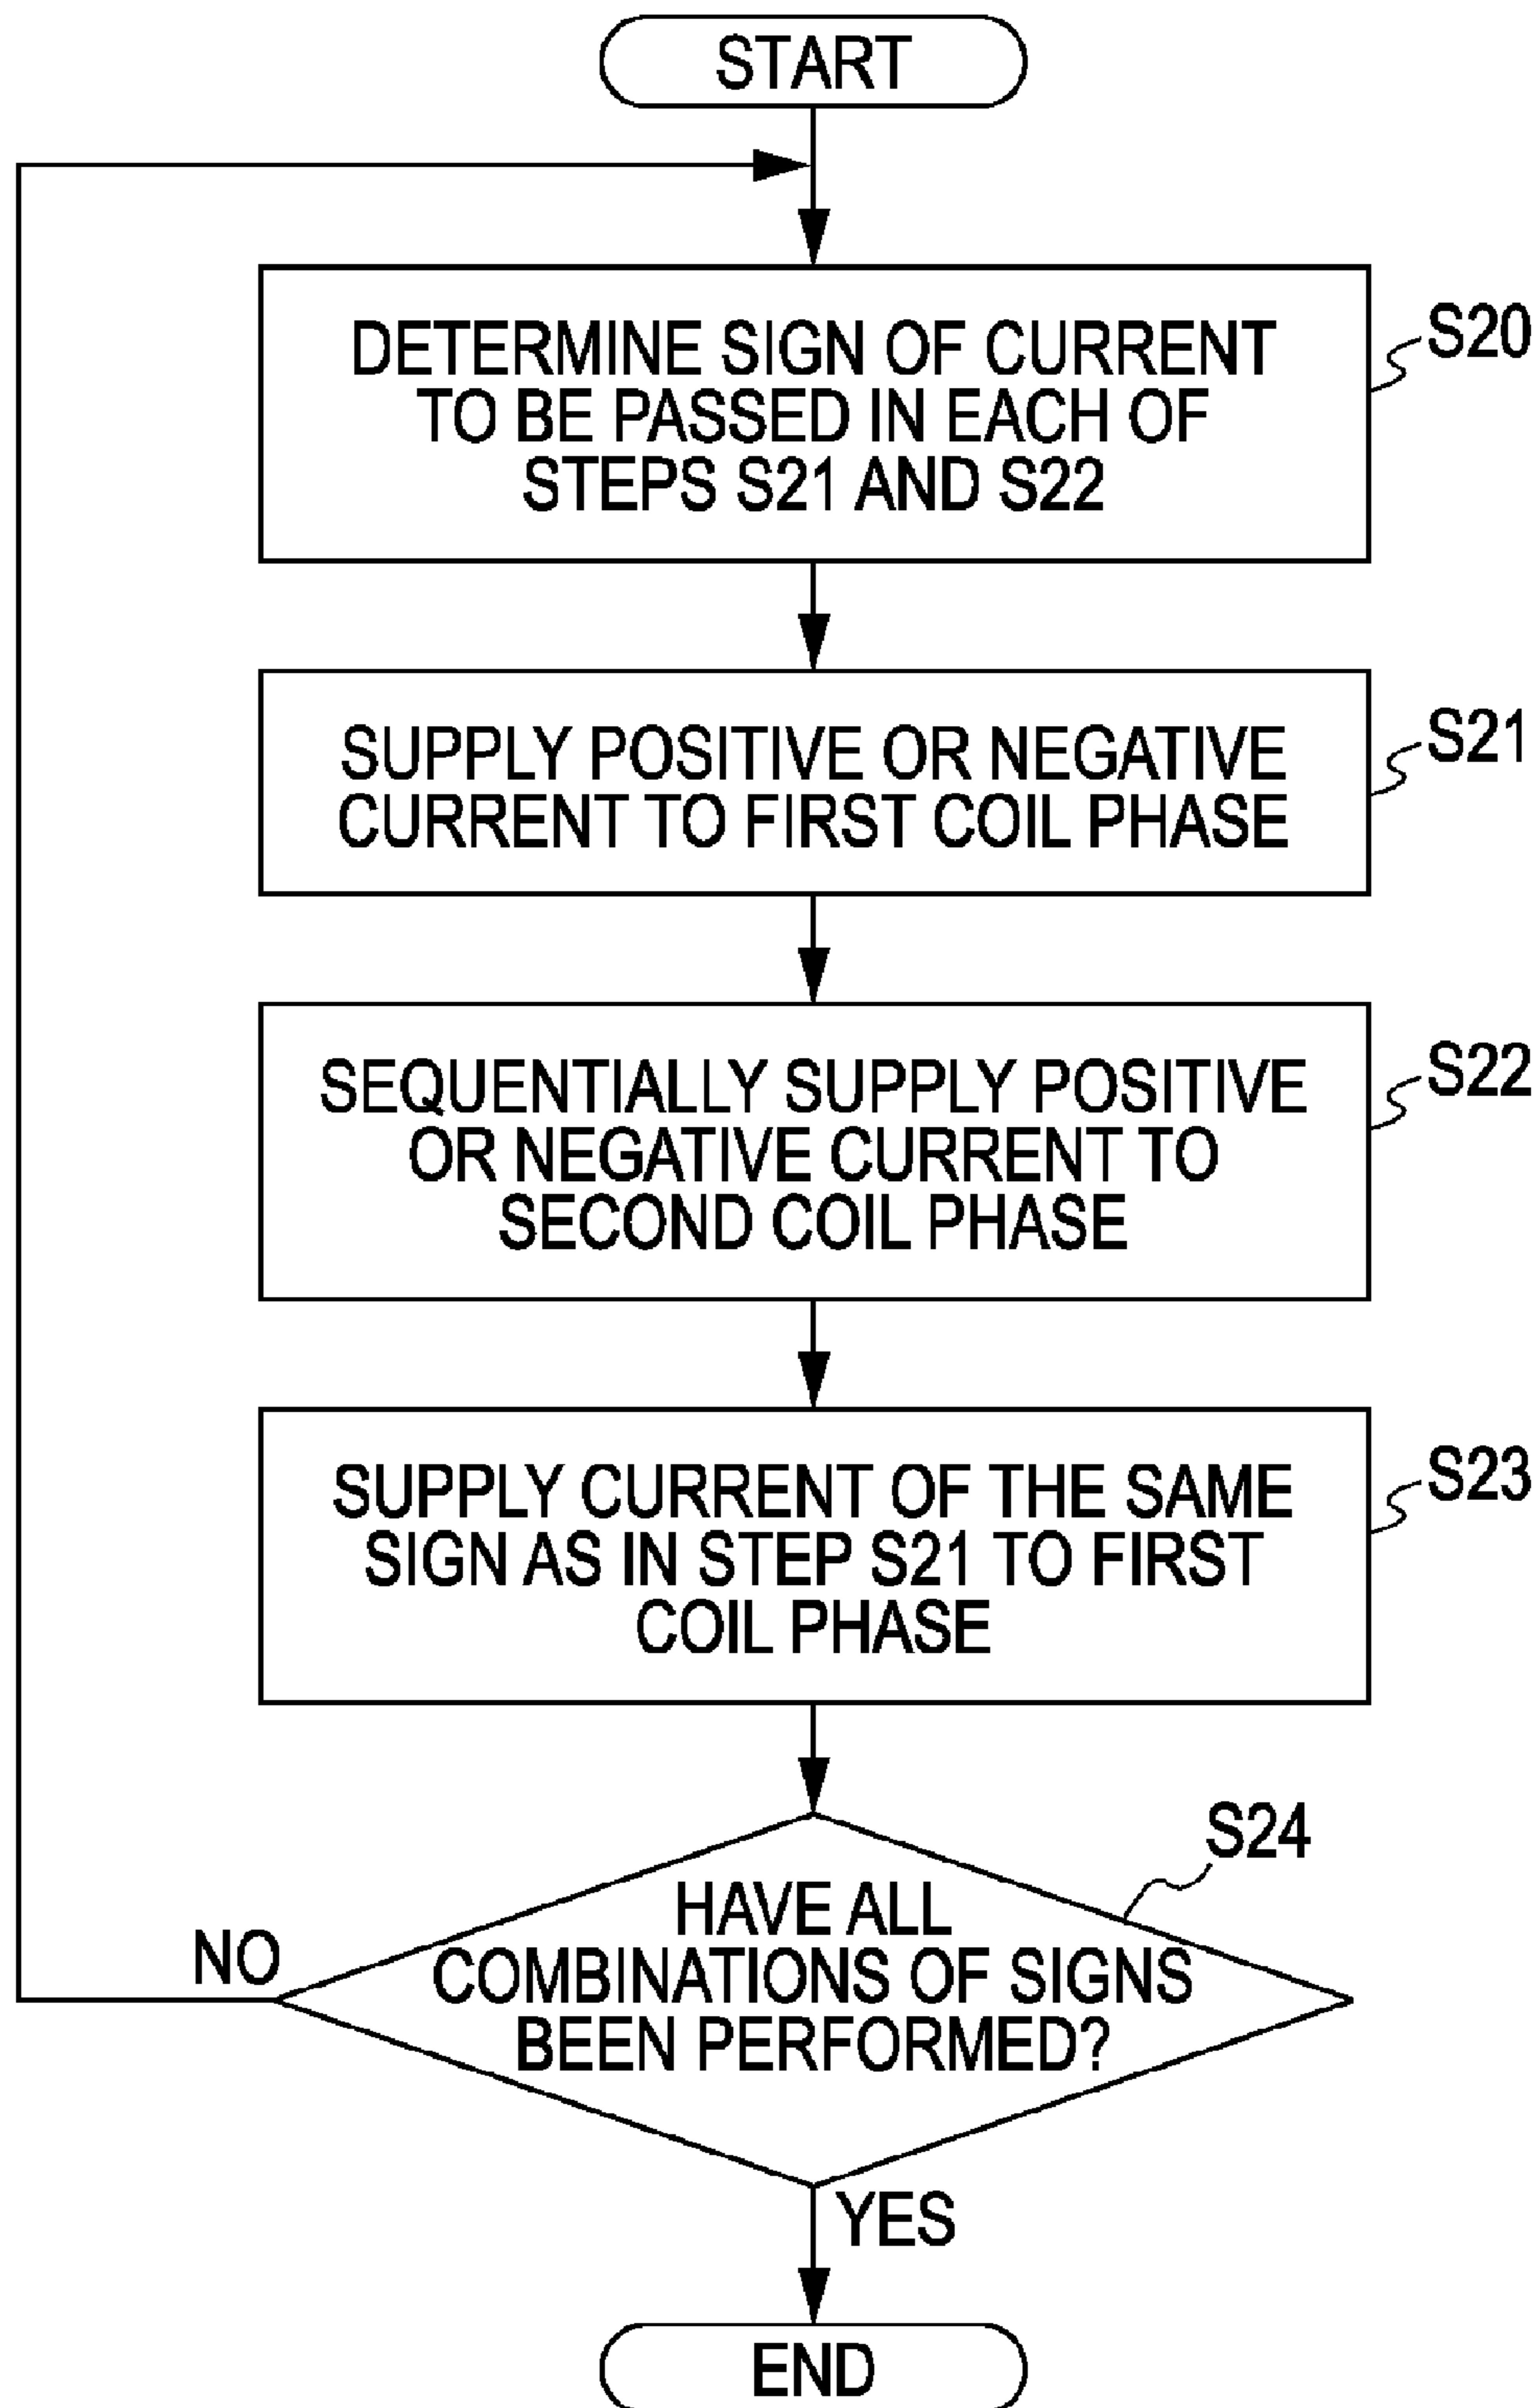 START
DETERMINE SIGN OF CURRENT
TO BE PASSED IN EACH OF
STEPS S21 AND S22
S20
SUPPLY POSITIVE OR NEGATIVE
CURRENT TO FIRST COIL PHASE
S21
SEQUENTIALLY SUPPLY POSITIVE
OR NEGATIVE CURRENT TO
SECOND COIL PHASE
S22
SUPPLY CURRENT OF THE SAME
SIGN AS IN STEP S21 TO FIRST
COIL PHASE
S23
S24
HAVE ALL
COMBINATIONS OF SIGNS
BEEN PERFORMED?
NO
YES
END